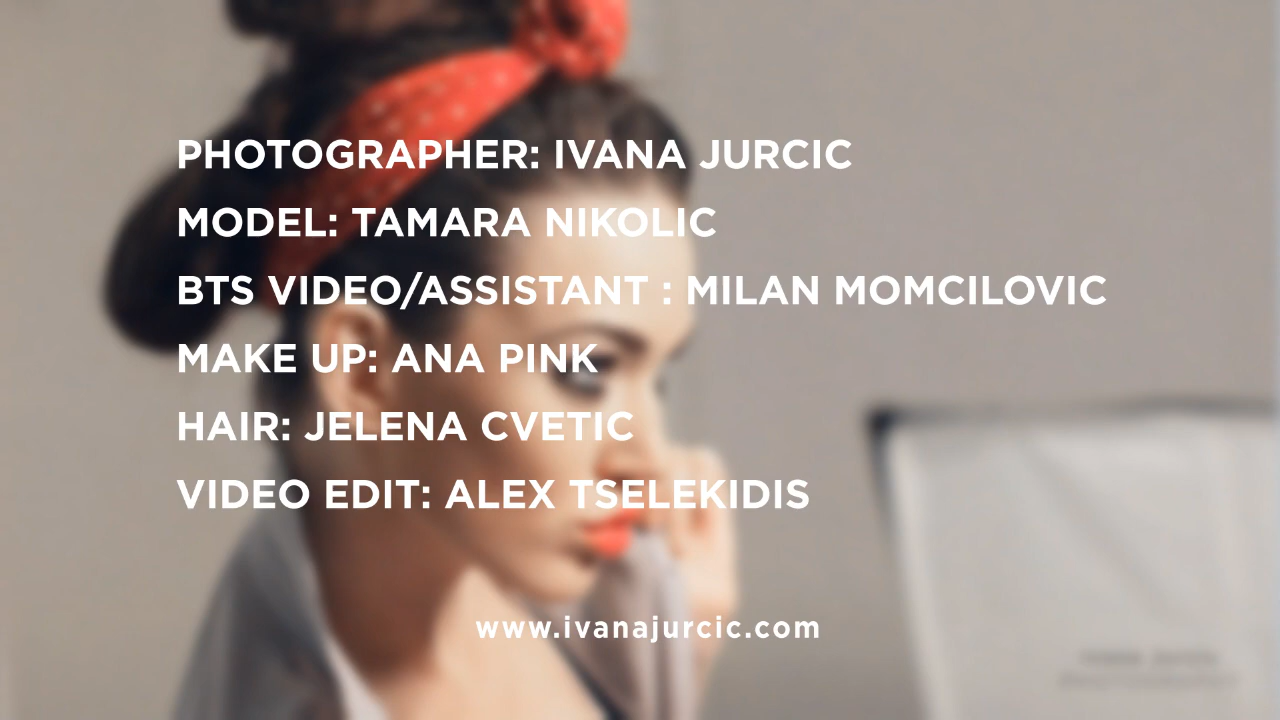 PHOTOGRAPHER: IVANA JURCIC
MODEL: TAMARA NIKOLIC
BTS VIDEO/ASSISTANT : MILAN MOMCILOVIC
MAKE UP: ANA PINK
HAIR: JELENA CVETIC
VIDEO EDIT: ALEX TSELEKIDIS
www.ivanajurcic.com